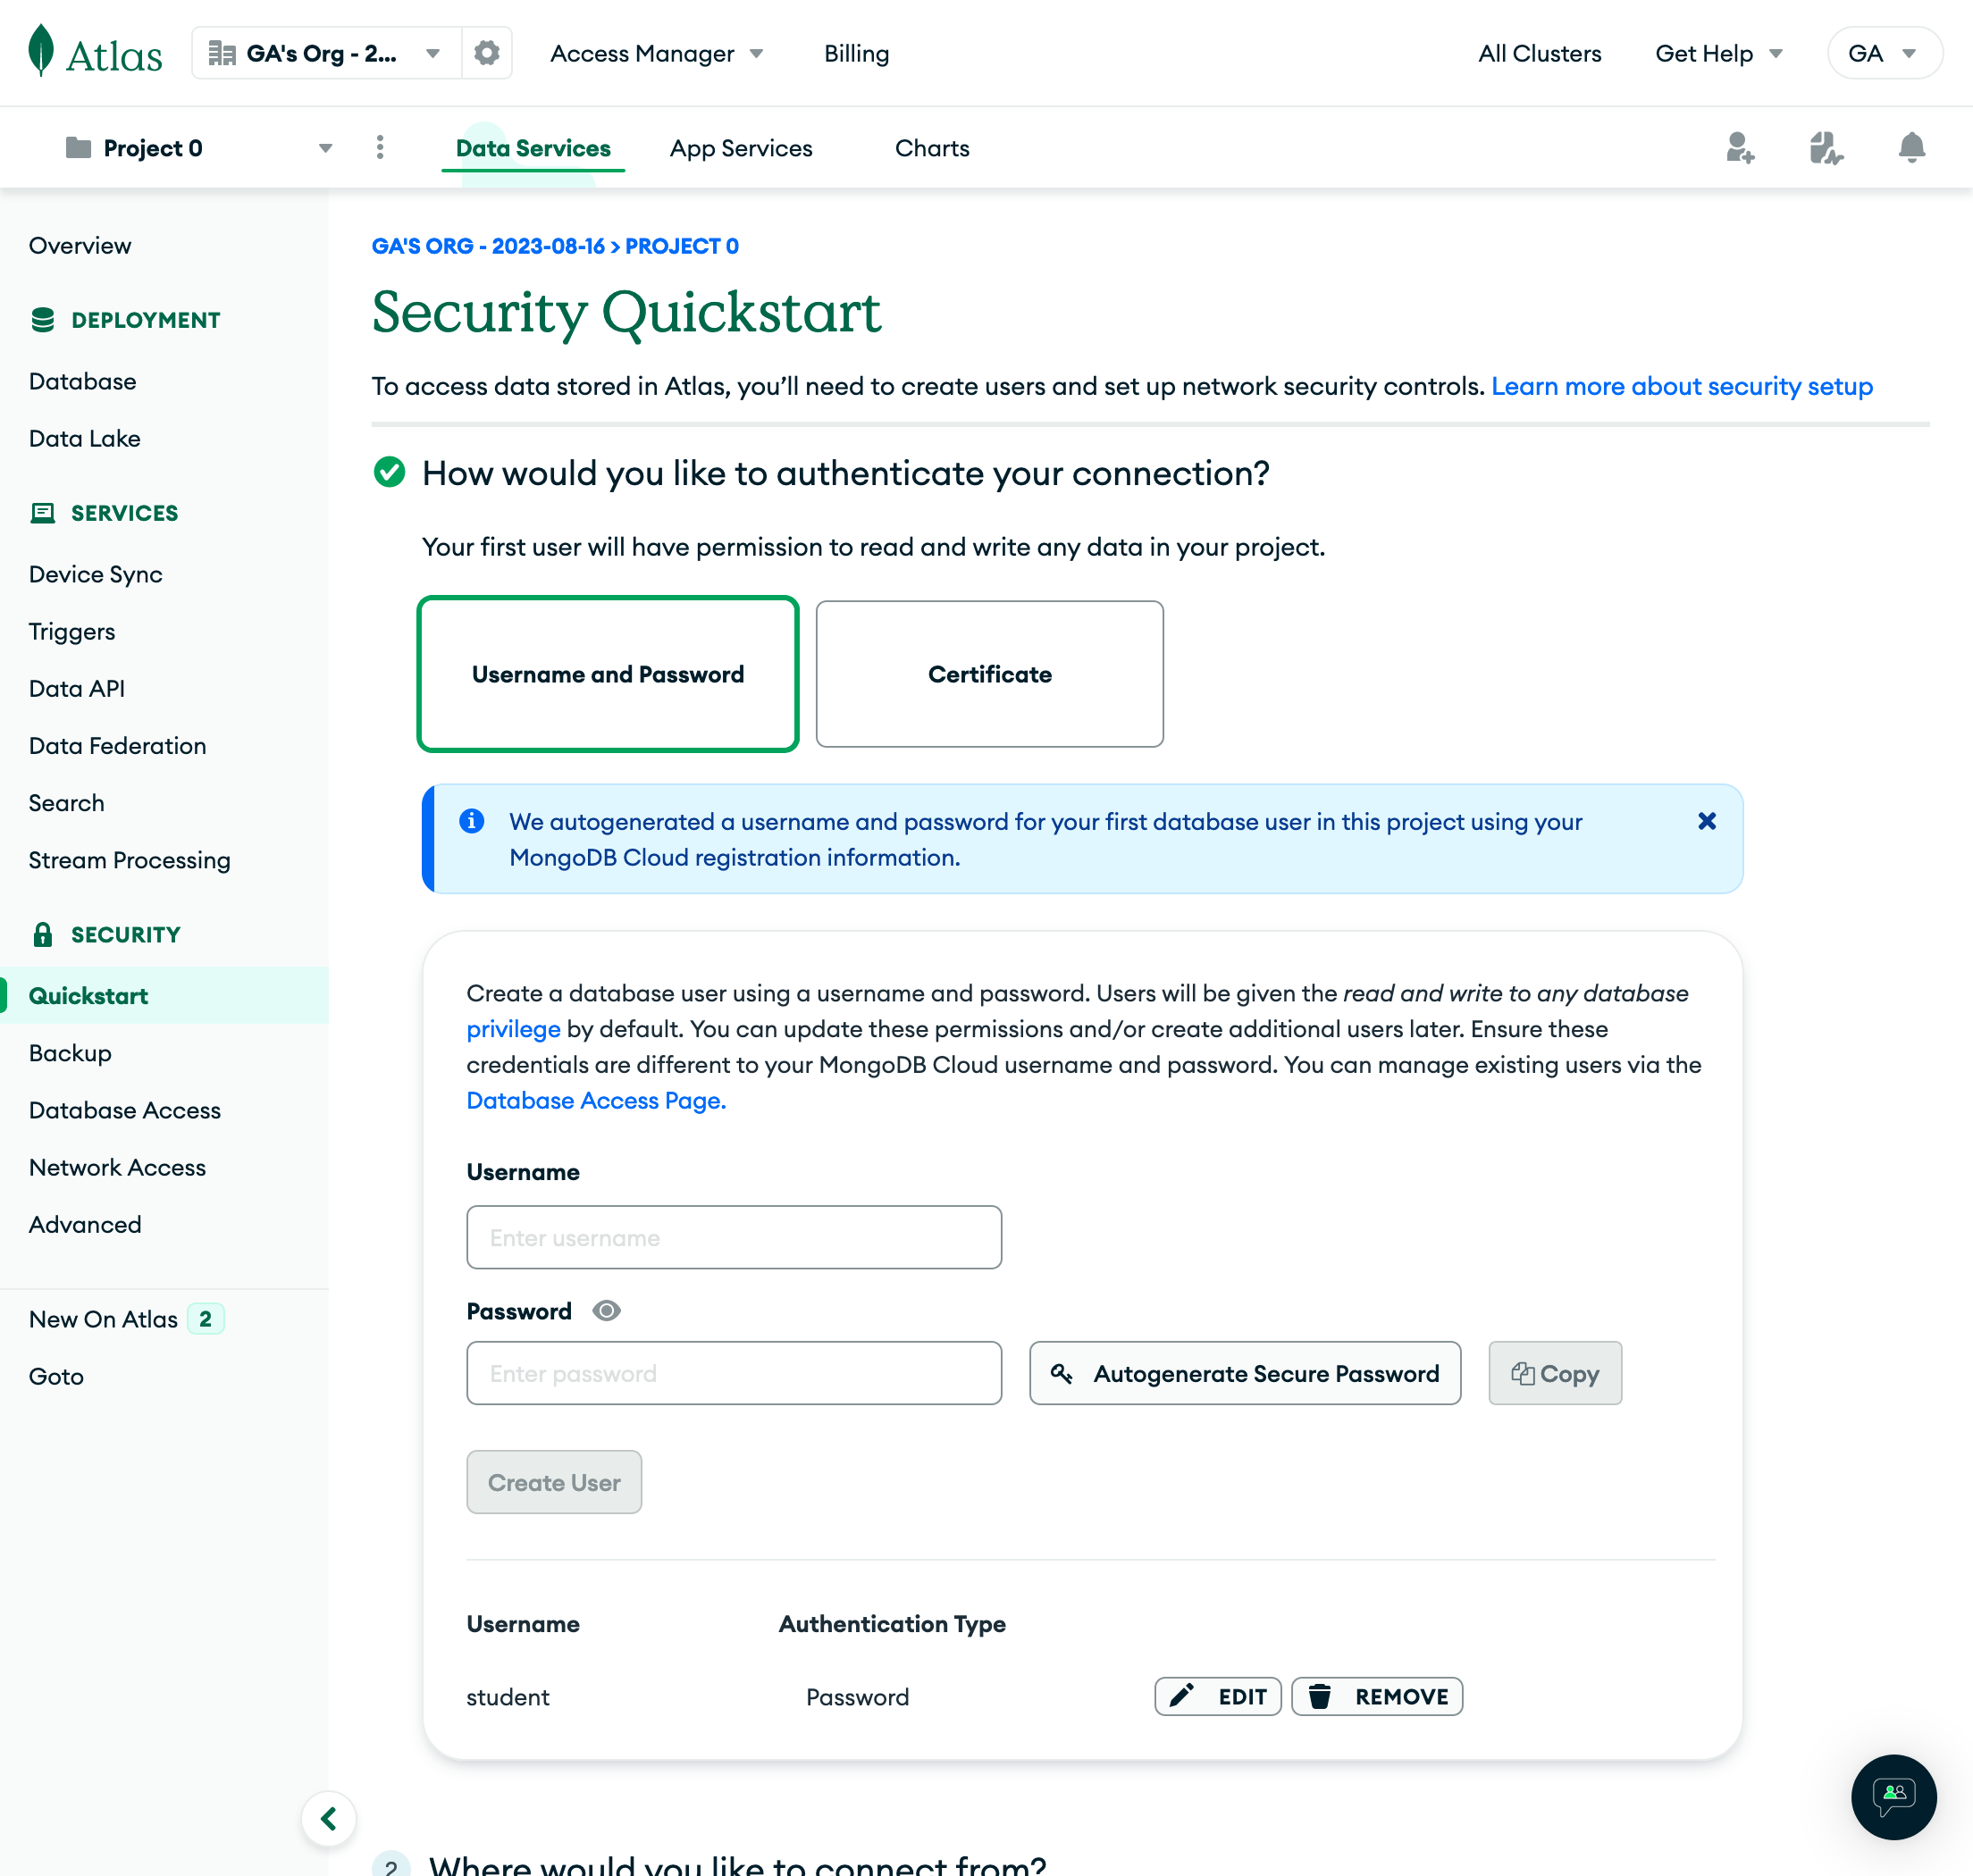 Atlas
GA's Org - 2...
Access Manager
Billing
All Clusters
Get Help
GA
Project 0
Data Services
App Services
Charts
Overview
DEPLOYMENT
Database
Data Lake
SERVICES
Device Sync
Triggers
Data API
Data Federation
Search
Stream Processing
SECURITY
Quickstart
Backup
Database Access
Network Access
Advanced
New On Atlas 2
Goto
GA'S ORG - 2023-08-16 > PROJECT 0
Security Quickstart
To access data stored in Atlas, you’ll need to create users and set up network security controls. Learn more about security setup
How would you like to authenticate your connection?
Your first user will have permission to read and write any data in your project.
Username and Password
Certificate
We autogenerated a username and password for your first database user in this project using your
MongoDB Cloud registration information.
Create a database user using a username and password. Users will be given the read and write to any database
privilege by default. You can update these permissions and/or create additional users later. Ensure these
credentials are different to your MongoDB Cloud username and password. You can manage existing users via the
Database Access Page.
Username
Enter username
Password
Enter password
Autogenerate Secure Password
Copy
Create User
Username Authentication Type
student Password EDIT REMOVE
2 Where would you like to connect from?